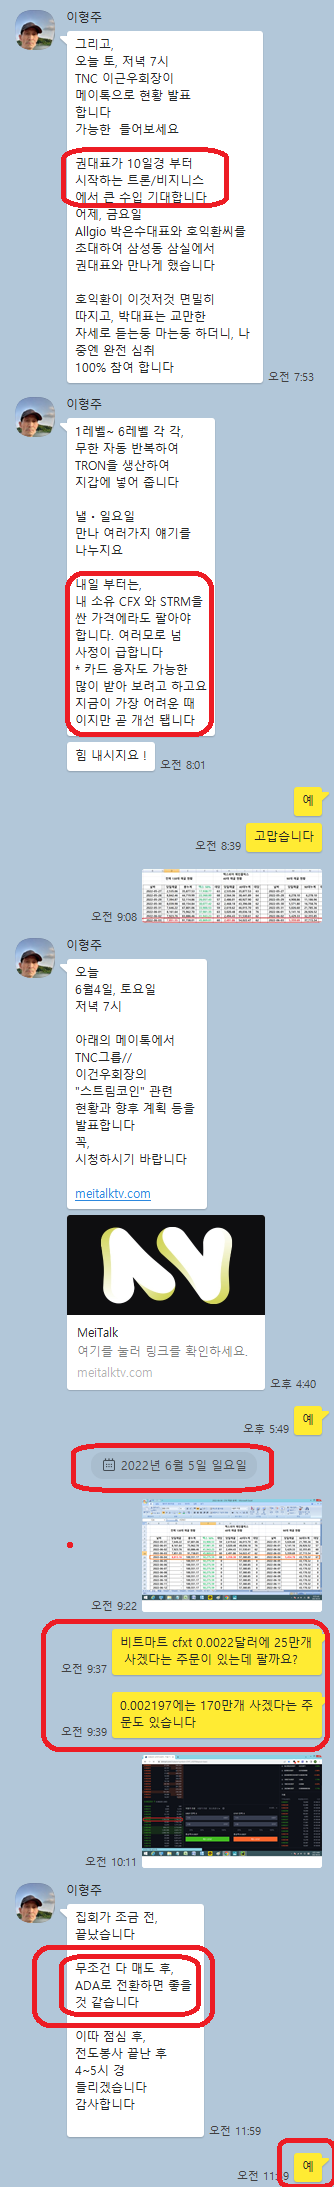 이형주
그리고,
오늘 토, 저녁 7시
TNC 이근우회장이
메이톡으로 현황 발표
합니다
가능한 들어보세요
권대표가 10일경 부터
시작하는 트론/비지니스
에서 큰 수입 기대합니다
어제, 금요일
Allgio 박은수대표와 호익환씨를
초대하여 삼성동 삼실에서
권대표와 만나게 했습니다
호익환이 이것저것 면밀히
따지고, 박대표는 교만한
자세로 듣는둥 마는둥 하더니, 나
중엔 완전 심취
100% 참여 합니다
오전 7:53
이형주
1레벨~ 6레벨 각 각,
무한 자동 반복하여
TRON을 생산하여
지갑에 넣어 줍니다
낼・일요일
만나 여러가지 얘기를
나누지요
내일 부터는,
내 소유 CFX 와 STRM을
싼 가격에라도 팔아야
합니다. 여러모로 넘
사정이 급합니다
* 카드 융자도 가능한
많이 받아 보려고 하고요
지금이 가장 어려운 때
이지만 곧 개선 됩니다
힘 내시지요 !
오전 8:01
예
고맙습니다
오전 8:39
오전 9:08
이형주
오늘
6월4일, 토요일
저녁 7시
아래의 메이톡에서
TNC그룹//
이건우회장의
"스트림코인" 관련
현황과 향후 계획 등을
발표합니다
꼭,
시청하시기 바랍니다
meitalktv.com
MeiTalk
여기를 눌러 링크를 확인하세요.
meitalktv.com
오후 4:40
예
오후 5:49
2022년 6월 5일 일요일
오전 9:22
비트마트 cfxt 0.0022달러에 25만개
사겠다는 주문이 있는데 팔까요?
오전 9:37
0.002197에는 170만개 사겠다는 주
문도 있습니다
오전 9:39
오전 10:11
이형주
집회가 조금 전,
끝났습니다
무조건 다 매도 후,
ADA로 전환하면 좋을
것 같습니다
이따 점심 후,
전도봉사 끝난 후
4~5시 경
들리겠습니다
감사합니다
오전 11:59
예